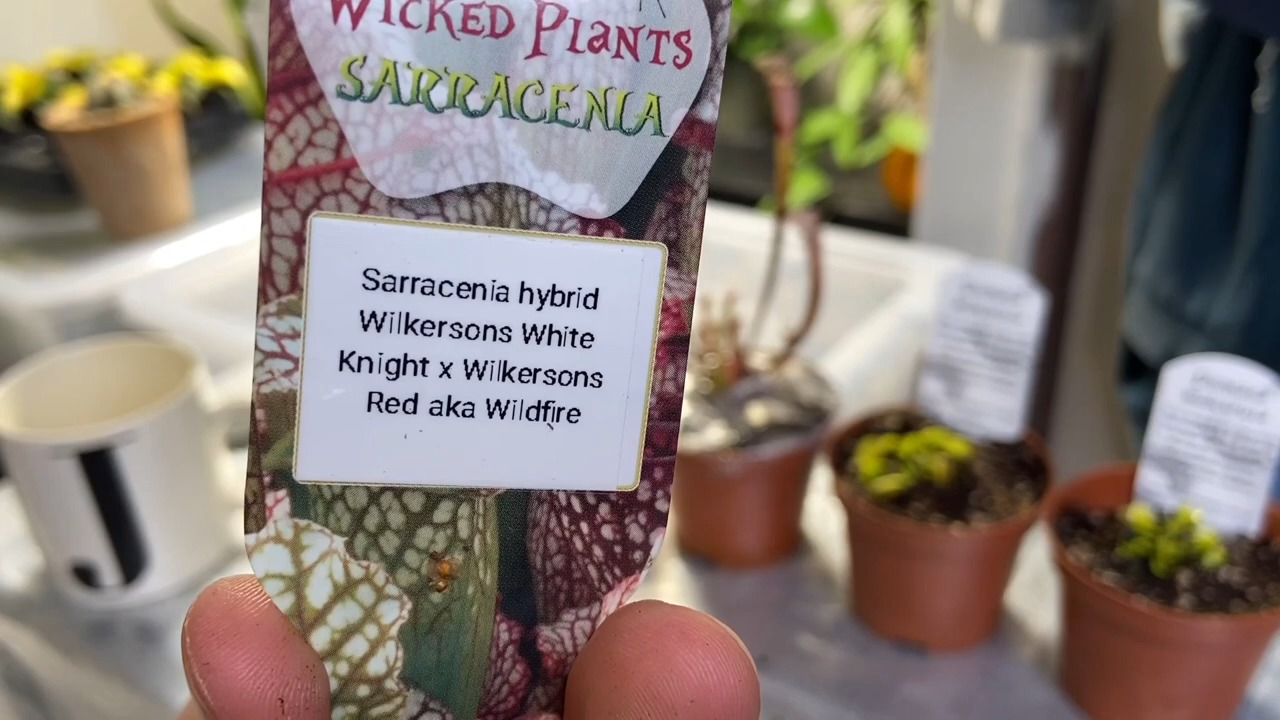 WICKED PLANTS
SARRACENIA
Sarracenia hybrid
Wilkersons White
Knight x Wilkersons
Red aka Wildfire
J